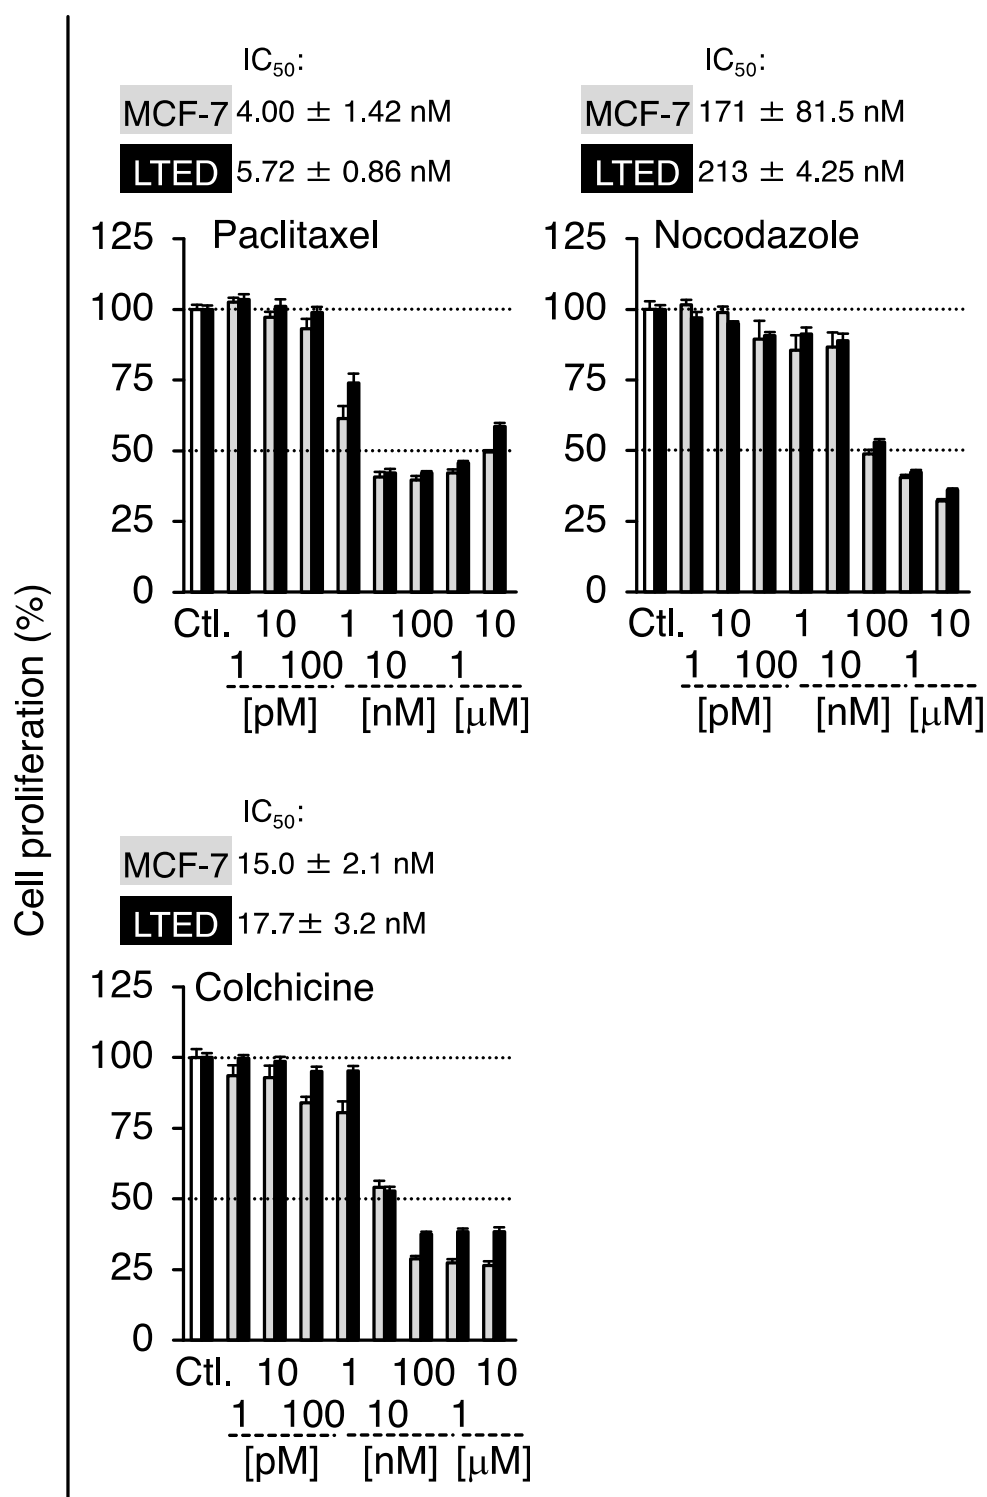 Cell proliferation (%)
IC50:
MCF-7 4.00 ± 1.42 nM
LTED 5.72 ± 0.86 nM
Paclitaxel
125
100
75
50
25
0
Ctl. 10 1 100 10
1 100 10 1
[pM] [nM] [μM]
IC50:
MCF-7 171 ± 81.5 nM
LTED 213 ± 4.25 nM
Nocodazole
125
100
75
50
25
0
Ctl. 10 1 100 10
1 100 10 1
[pM] [nM] [μM]
IC50:
MCF-7 15.0 ± 2.1 nM
LTED 17.7± 3.2 nM
Colchicine
125
100
75
50
25
0
Ctl. 10 1 100 10
1 100 10 1
[pM] [nM] [μM]